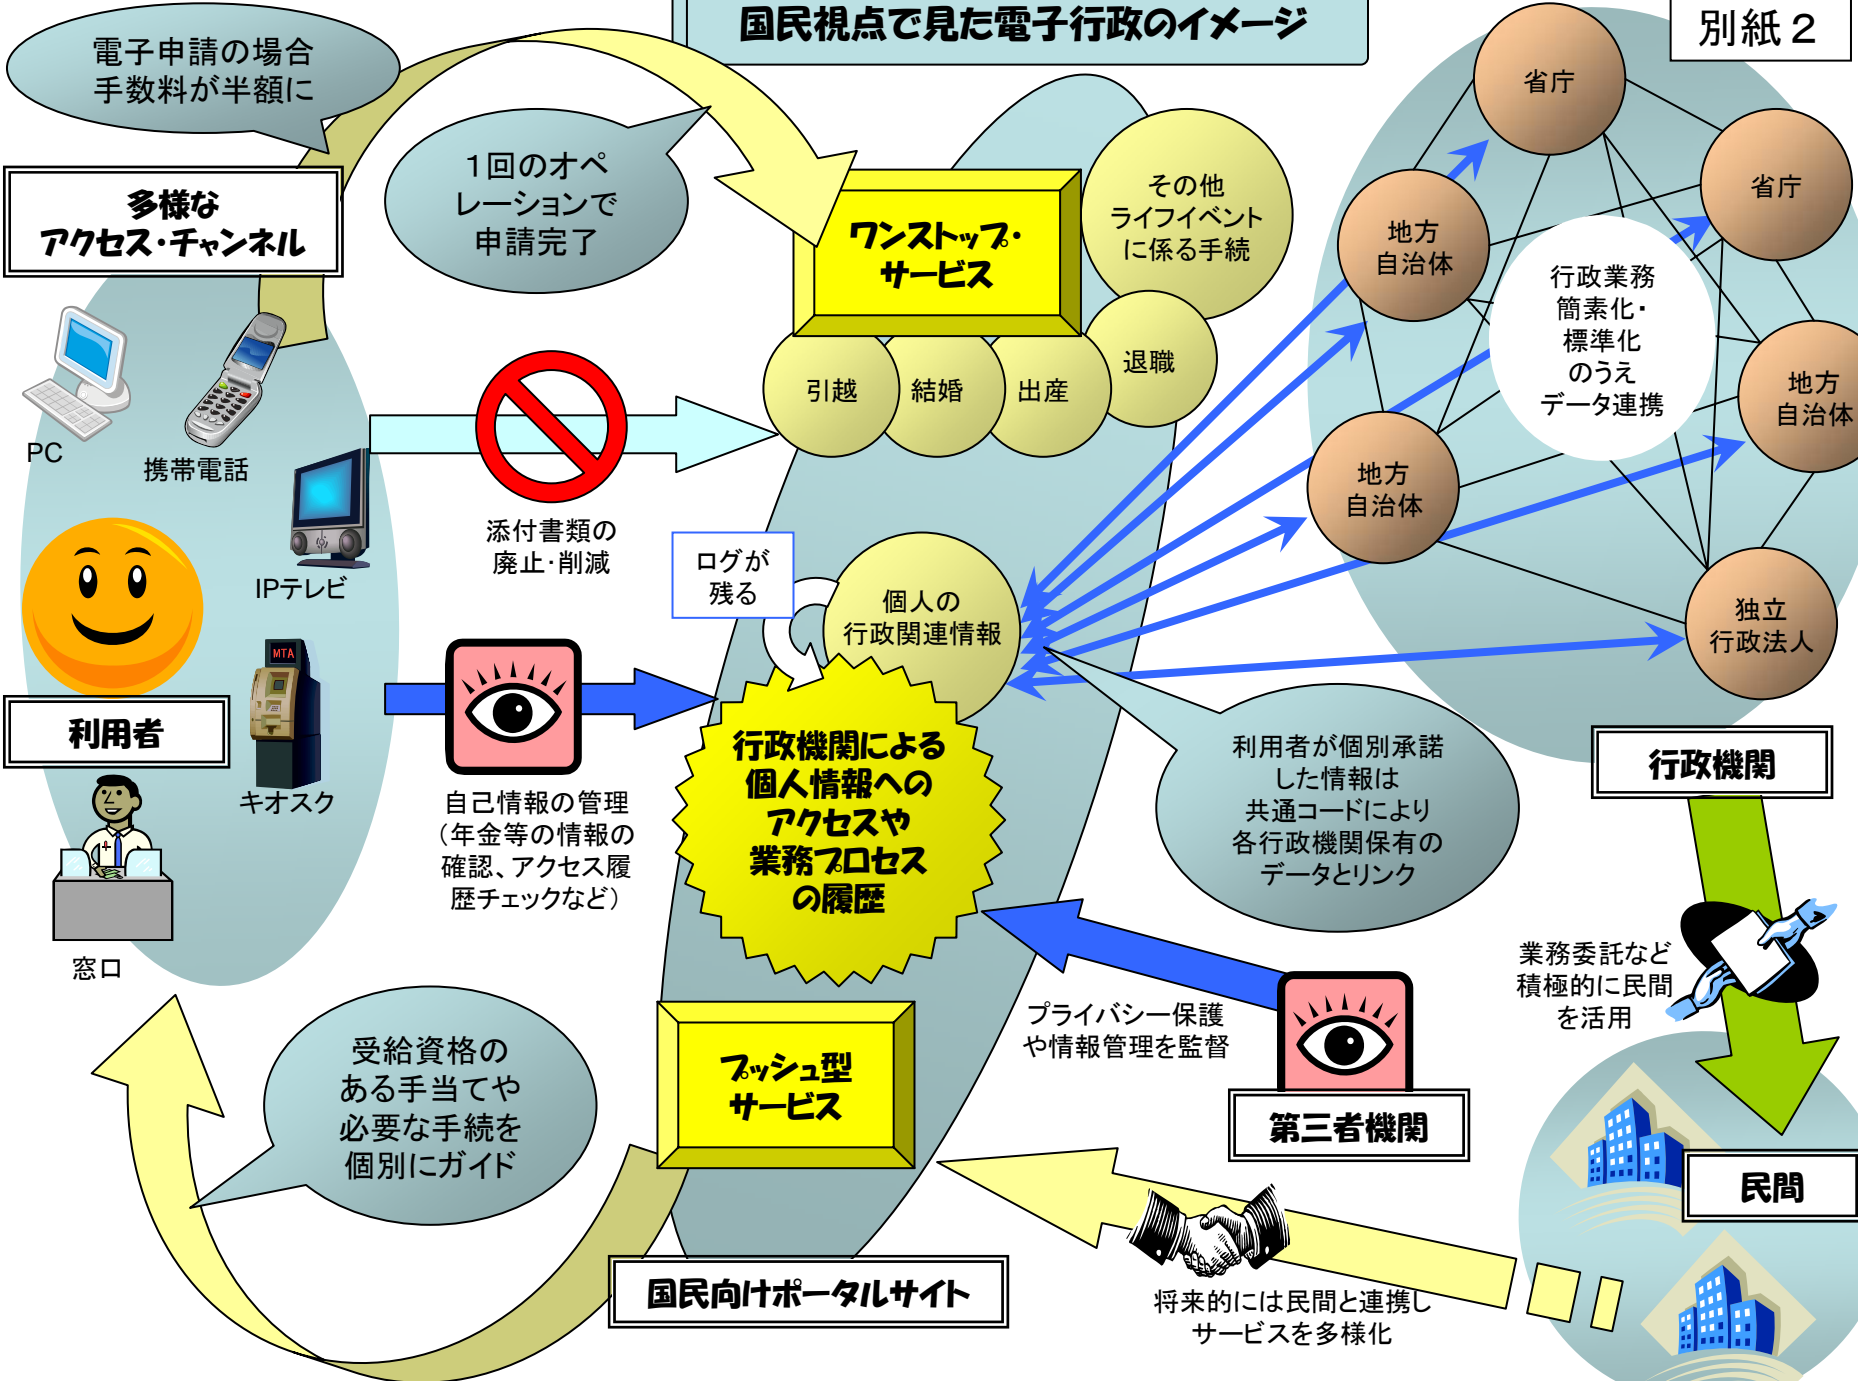 国民視点で見た電子行政のイメージ
別紙２
電子申請の場合
手数料が半額に
１回のオペ
レーションで
申請完了
多様な
アクセス・チャンネル
PC
携帯電話
IPテレビ
MTA
キオスク
利用者
窓口
ワンストップ・
サービス
その他
ライフイベント
に係る手続
引越
結婚
出産
退職
添付書類の
廃止・削減
ログが
残る
個人の
行政関連情報
行政機関による
個人情報への
アクセスや
業務プロセス
の履歴
自己情報の管理
（年金等の情報の
確認、アクセス履
歴チェックなど）
省庁
省庁
地方
自治体
行政業務
簡素化・
標準化
のうえ
データ連携
地方
自治体
地方
自治体
独立
行政法人
行政機関
利用者が個別承諾
した情報は
共通コードにより
各行政機関保有の
データとリンク
業務委託など
積極的に民間
を活用
プライバシー保護
や情報管理を監督
第三者機関
民間
プッシュ型
サービス
受給資格の
ある手当てや
必要な手続を
個別にガイド
国民向けポータルサイト
将来的には民間と連携し
サービスを多様化